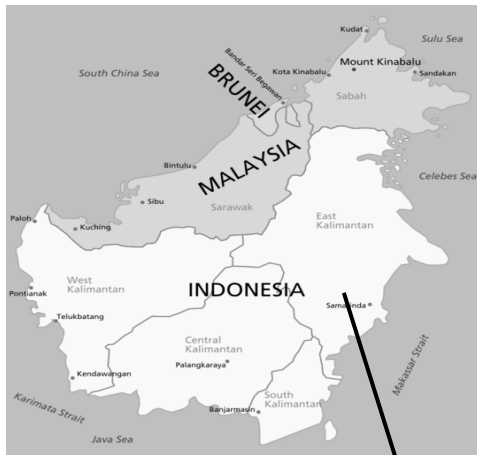 Kudat
Sulu Sea
Mount Kinabalu
South China Sea
Kota Kinabalu
Sandakan
Bandar Seri Begawan
BRUNEI
Sabah
MALAYSIA
Bintulu
Celebes Sea
Sibu
Sarawak
Paloh
Kuching
East
Kalimantan
West
Kalimantan
INDONESIA
Pontianak
Samarinda
Telukbatang
Central
Kalimantan
Makassar Strait
Palangkaraya
Kendawangan
South
Kalimantan
Karimata Strait
Banjarmasin
Java Sea